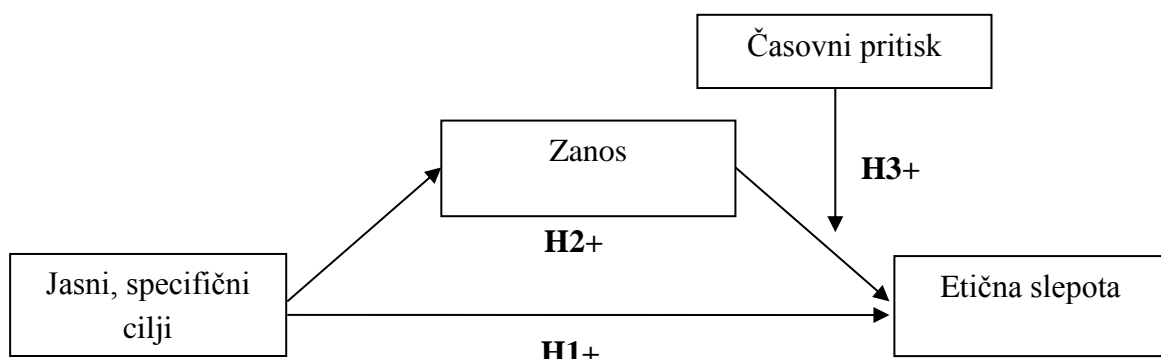 Časovni pritisk
Zanos
H3+
H2+
Jasni, specifični
cilji
Etična slepota
H1+